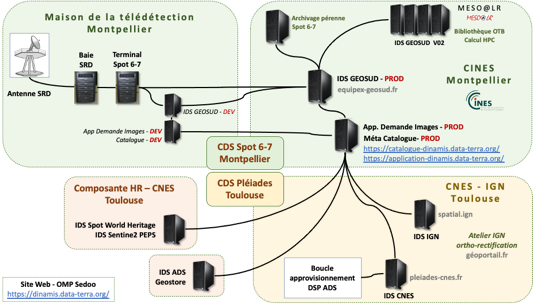 Maison de la télédétection
Montpellier
Baie
SRD
Terminal
Spot 6-7
Antenne SRD
IDS GEOSUD - DEV
App Demande Images - DEV
Catalogue - DEV
Archivage pérenne
Spot 6-7
IDS GEOSUD V02
MESO@LR
MESO@LR
Bibliothèque OTB
Calcul HPC
IDS GEOSUD - PROD
equipex-geosud.fr
CINES
Montpellier
CINES
App. Demande Images - PROD
Méta Catalogue- PROD
https://catalogue-dinamis.data-terra.org/
https://application-dinamis.data-terra.org/
CDS Spot 6-7
Montpellier
CDS Pléiades
Toulouse
Composante HR – CNES
Toulouse
IDS Spot World Heritage
IDS Sentine2 PEPS
IDS ADS
Geostore
CNES - IGN
Toulouse
spatial.ign
IDS IGN
Atelier IGN
ortho-rectification
géoportail.fr
Boucle
approvisionnement
DSP ADS
pleiades-cnes.fr
IDS CNES
Site Web - OMP Sedoo
https://dinamis.data-terra.org/